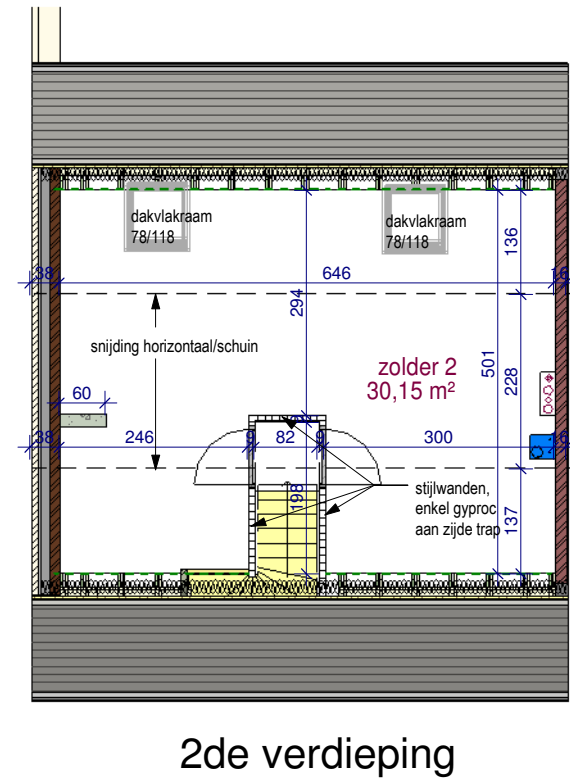 dakvlakraam
78/118
dakvlakraam
78/118
136
38
646
16
294
snijding horizontaal/schuin
zolder 2
30,15 m²
501
228
60
38
246
9
82
9
300
198
stijlwanden,
enkel gyproc
aan zijde trap
137
2de verdieping